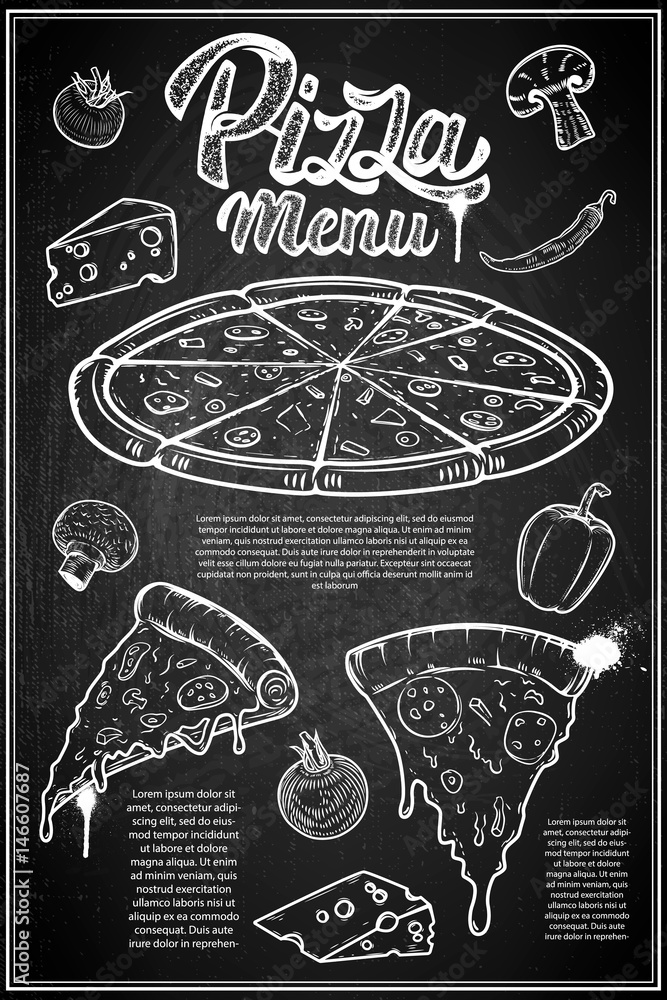 Pizza
menu
Lorem ipsum dolor sit amet, consectetur adipiscing elit,
sed do eiusmod tempor incididunt ut labore et dolore
magna aliqua. Ut enim ad minim veniam, quis nostrud
exercitation ullamco laboris nisi ut aliquip ex ea commodo
consequat. Duis aute irure dolor in reprehenderit in voluptate
velit esse cillum dolore eu fugiat nulla pariatur. Excepteur
sint occaecat cupidatat non proident, sunt in culpa qui officia
deserunt mollit anim id est laborum
Lorem ipsum dolor
sit amet, consectetur
adipiscing elit, sed do
eiusmod tempor
incididunt ut labore et
dolore magna aliqua.
Ut enim ad minim
veniam, quis nostrud
exercitation ullamco
laboris nisi ut aliquip
ex ea commodo
consequat. Duis aute
irure dolor in reprehen-
Lorem ipsum dolor
sit amet, consectetur
adipiscing elit, sed do
eiusmod tempor
incididunt ut labore et
dolore magna aliqua.
Ut enim ad minim
veniam, quis nostrud
exercitation ullamco
laboris nisi ut aliquip
ex ea commodo
consequat. Duis aute
irure dolor in reprehen-
Adobe Stock | #146607687